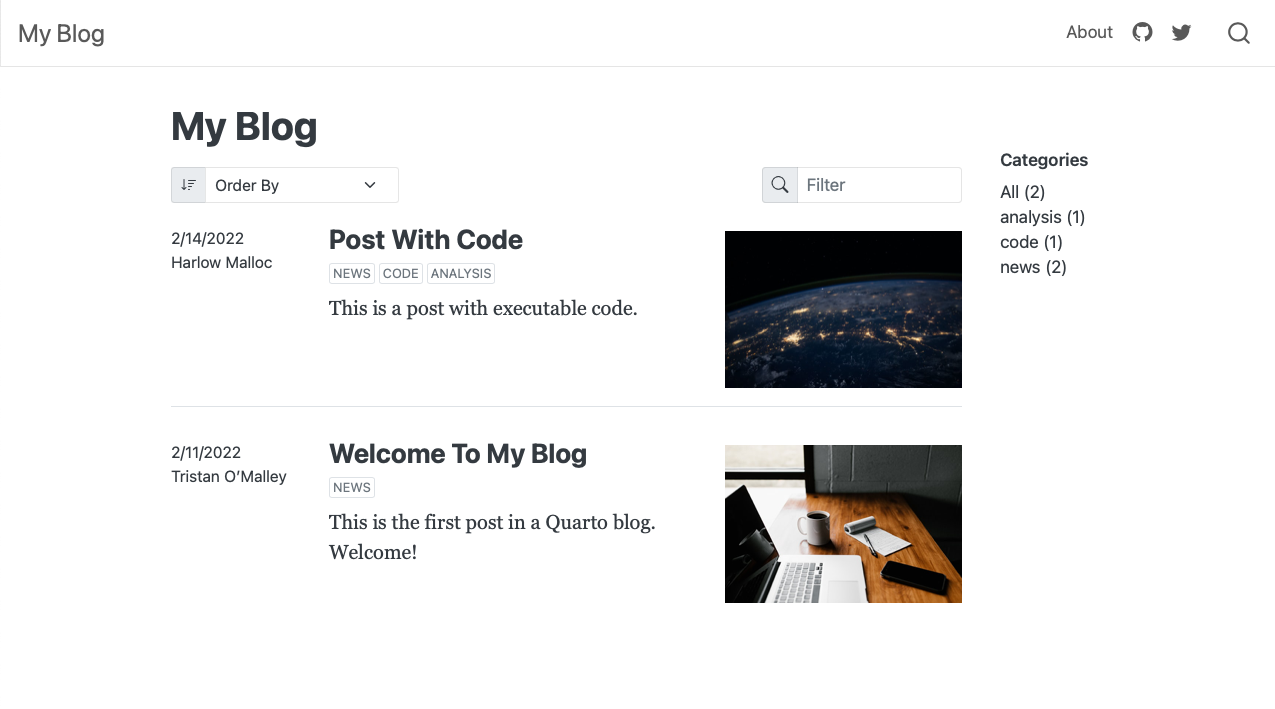 My Blog
About
My Blog
Order By
Filter
Categories
All (2)
analysis (1)
code (1)
news (2)
2/14/2022
Harlow Malloc
Post With Code
NEWS CODE ANALYSIS
This is a post with executable code.
2/11/2022
Tristan O’Malley
Welcome To My Blog
NEWS
This is the first post in a Quarto blog.
Welcome!